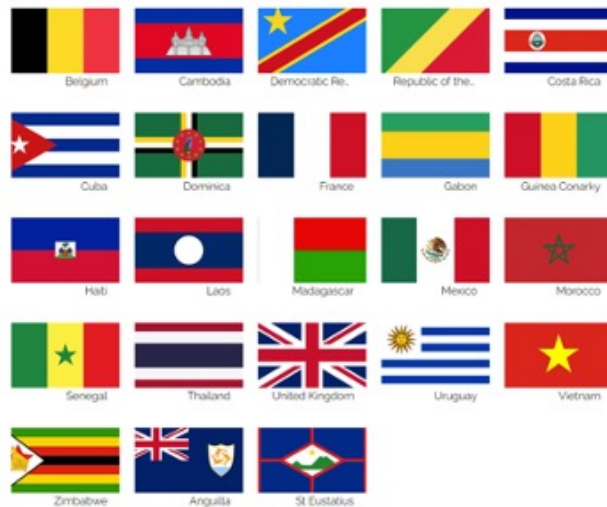 Belgium
Cambodia
Democratic Re..
Republic of the..
Costa Rica
Cuba
Dominica
France
Gabon
Guinea Conarky
Haiti
Laos
Madagascar
Mexico
Morocco
Senegal
Thailand
United Kingdom
Uruguay
Vietnam
Zimbabwe
Anguilla
St Eustatius